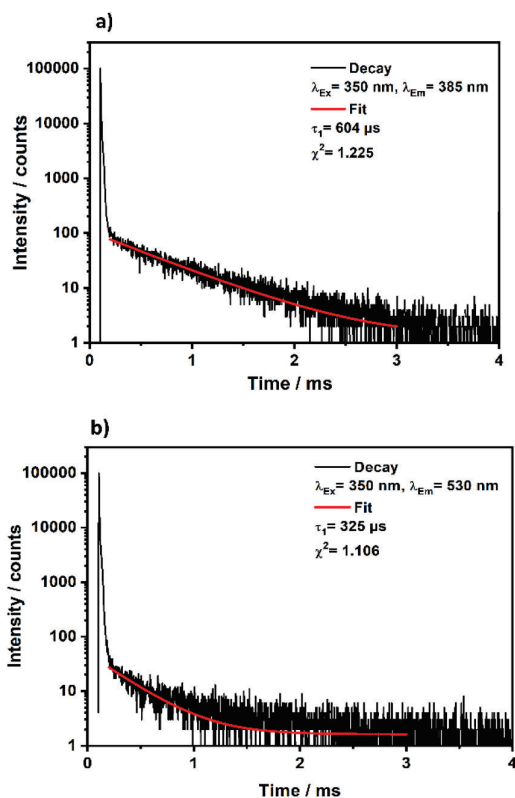 a)
100000
10000
1000
100
10
1
Intensity / counts
Decay
λEx= 350 nm, λEm= 385 nm
Fit
τ1 = 604 µs
χ2 = 1.225
0 1 2 3 4
Time / ms
b)
100000
10000
1000
100
10
1
Intensity / counts
Decay
λEx= 350 nm, λEm= 530 nm
Fit
τ1 = 325 µs
χ2= 1.106
0 1 2 3 4
Time / ms